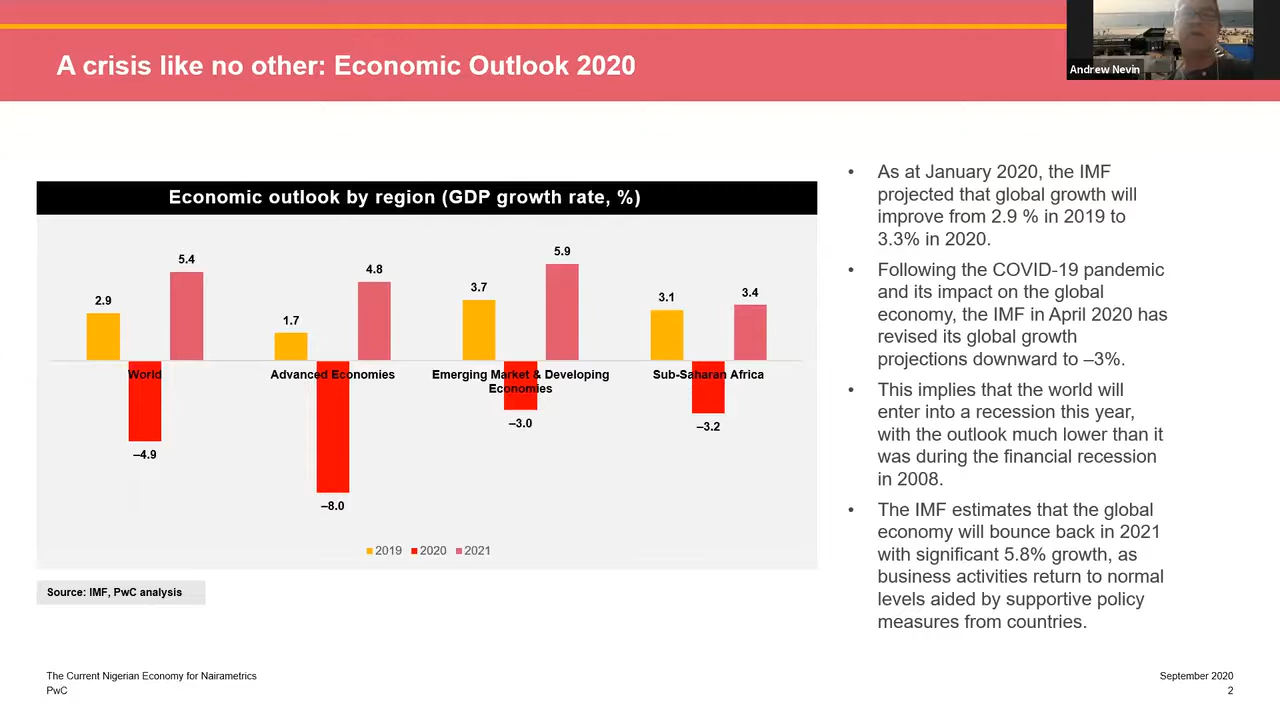 A crisis like no other: Economic Outlook 2020
Andrew Nevin
Economic outlook by region (GDP growth rate, %)
2.9
–4.9
5.4
World
1.7
–8.0
4.8
Advanced Economies
3.7
–3.0
5.9
Emerging Market & Developing
Economies
3.1
–3.2
3.4
Sub-Saharan Africa
2019 2020 2021
Source: IMF, PwC analysis
• As at January 2020, the IMF
projected that global growth will
improve from 2.9 % in 2019 to
3.3% in 2020.
• Following the COVID-19 pandemic
and its impact on the global
economy, the IMF in April 2020 has
revised its global growth
projections downward to –3%.
• This implies that the world will
enter into a recession this year,
with the outlook much lower than it
was during the financial recession
in 2008.
• The IMF estimates that the global
economy will bounce back in 2021
with significant 5.8% growth, as
business activities return to normal
levels aided by supportive policy
measures from countries.
The Current Nigerian Economy for Nairametrics
PwC
September 2020
2